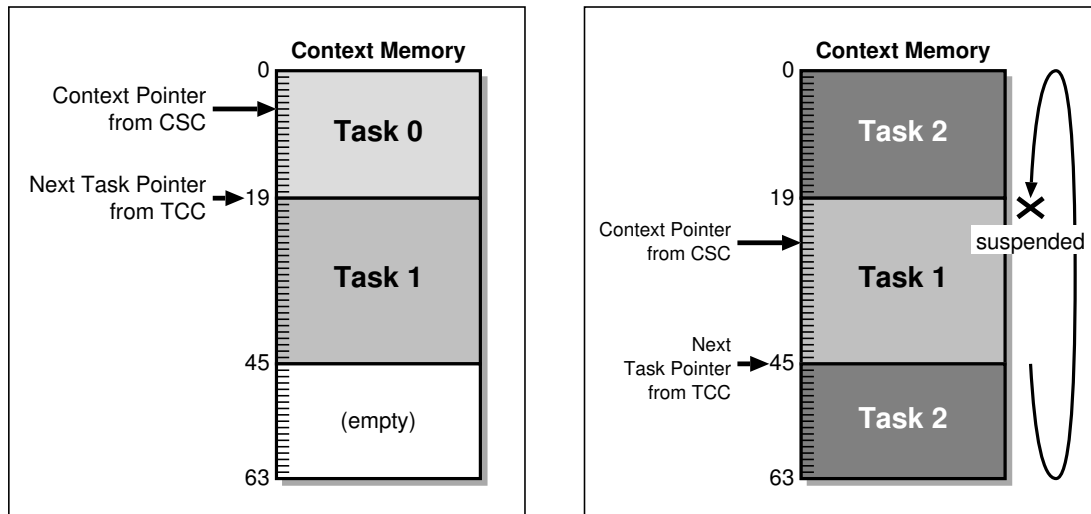 Context Memory
0
Context Pointer
from CSC
Task 0
Next Task Pointer
from TCC
19
Task 1
45
(empty)
63
Context Memory
0
Task 2
19
suspended
Context Pointer
from CSC
Task 1
Next
Task Pointer
from TCC
45
Task 2
63